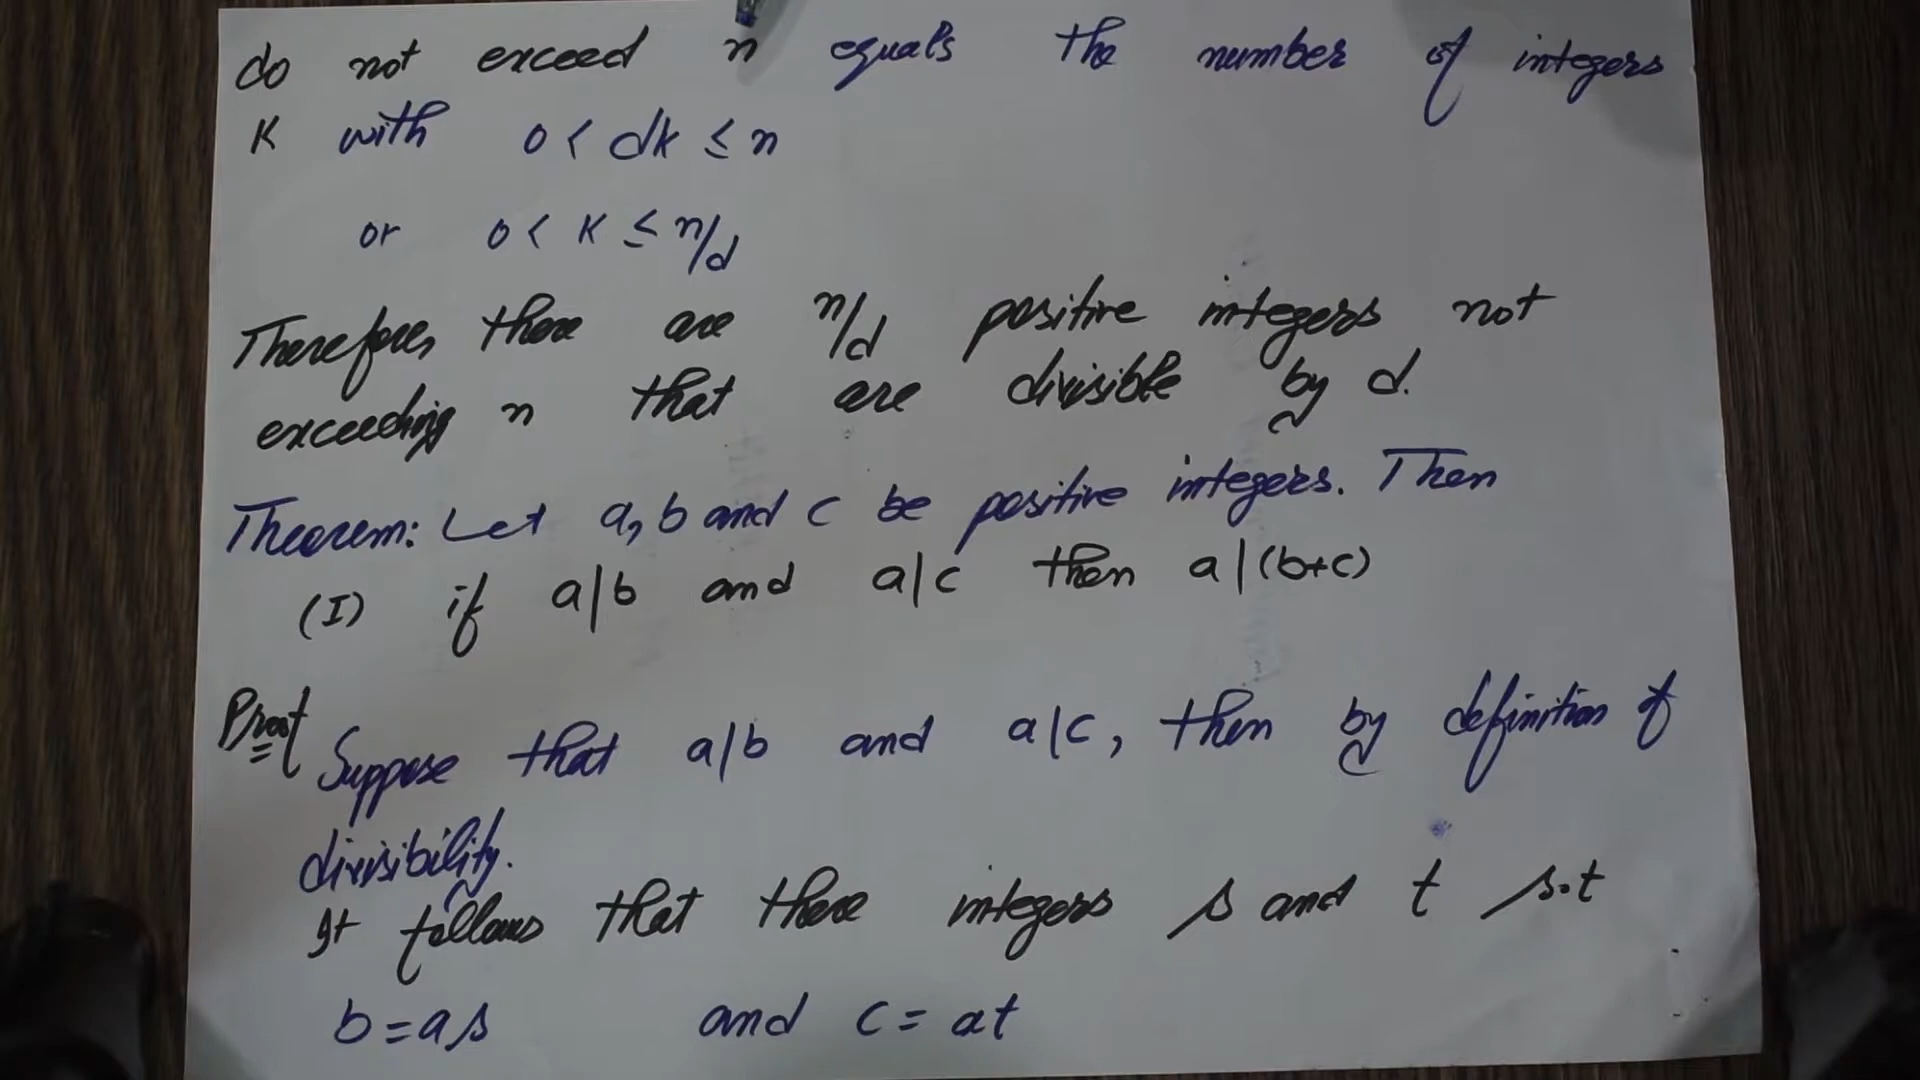 do not exceed n equals the number of integers
K with 0 < dk ≤ n
or 0 < K ≤ n/d
Therefore, there are n/d positive integers not
exceeding n that are divisible by d.
Theorem: Let a, b and c be positive integers. Then
(I) if a|b and a|c then a|(b+c)
Proof
Suppose that a|b and a|c, then by definition of
divisibility.
It follows that there integers s and t s.t
b = as and c = at